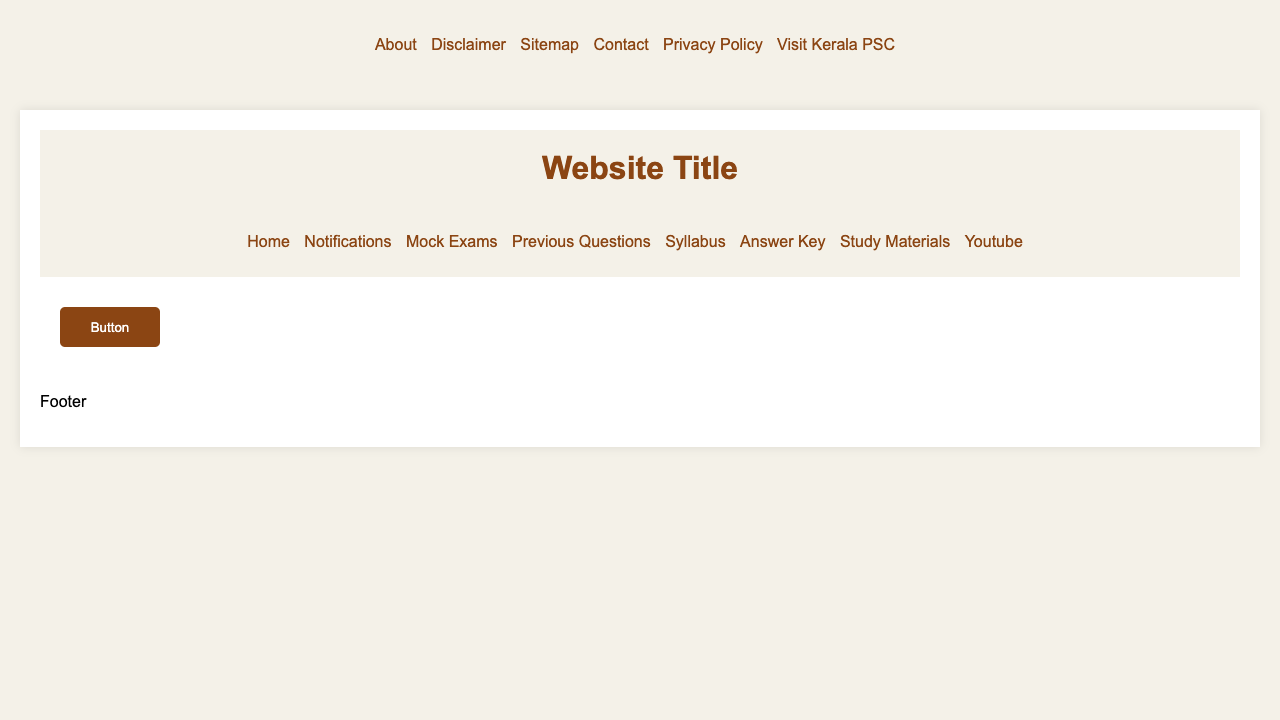 About Disclaimer Sitemap Contact Privacy Policy Visit Kerala PSC
Website Title
Home Notifications Mock Exams Previous Questions Syllabus Answer Key Study Materials Youtube
Button
Footer